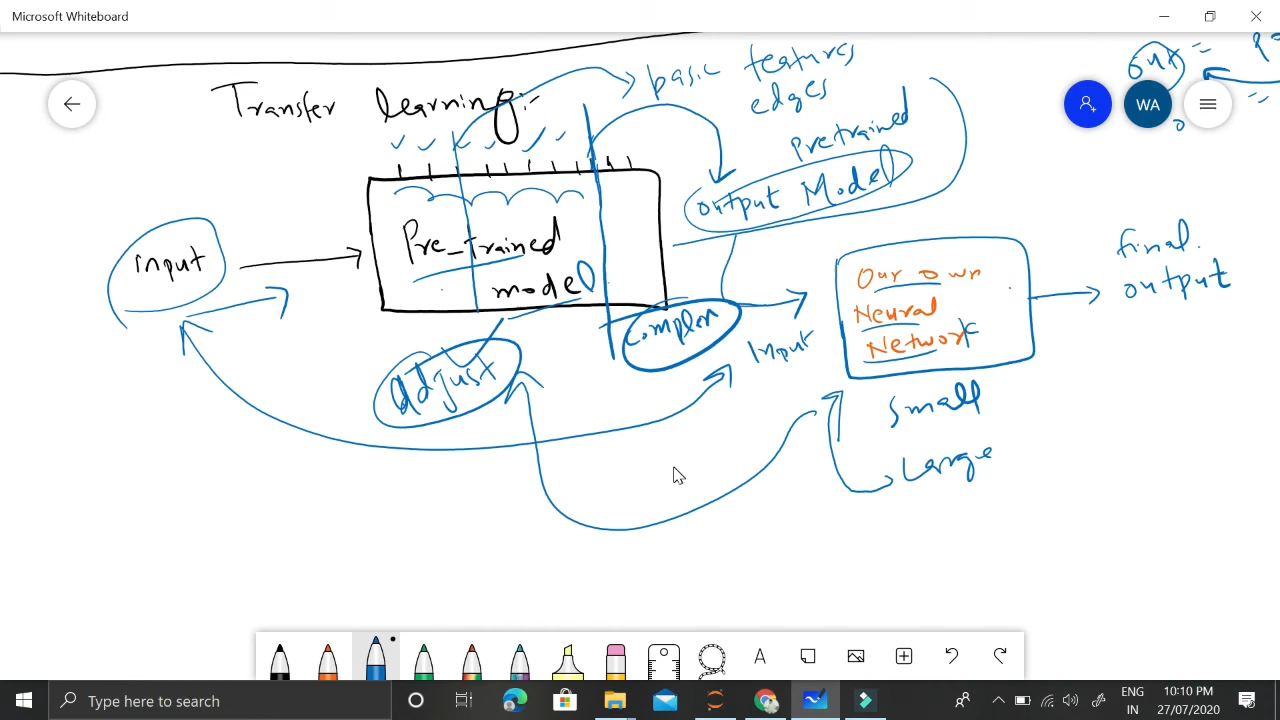 Microsoft Whiteboard
Transfer learning:-
basic features
edges
out =
=
WA
Pretrained
output Model
input
Pre_trained
model
Our own
Neural
Network
final
output
adjust
Input
small
Large
Type here to search
ENG
IN
10:10 PM
27/07/2020